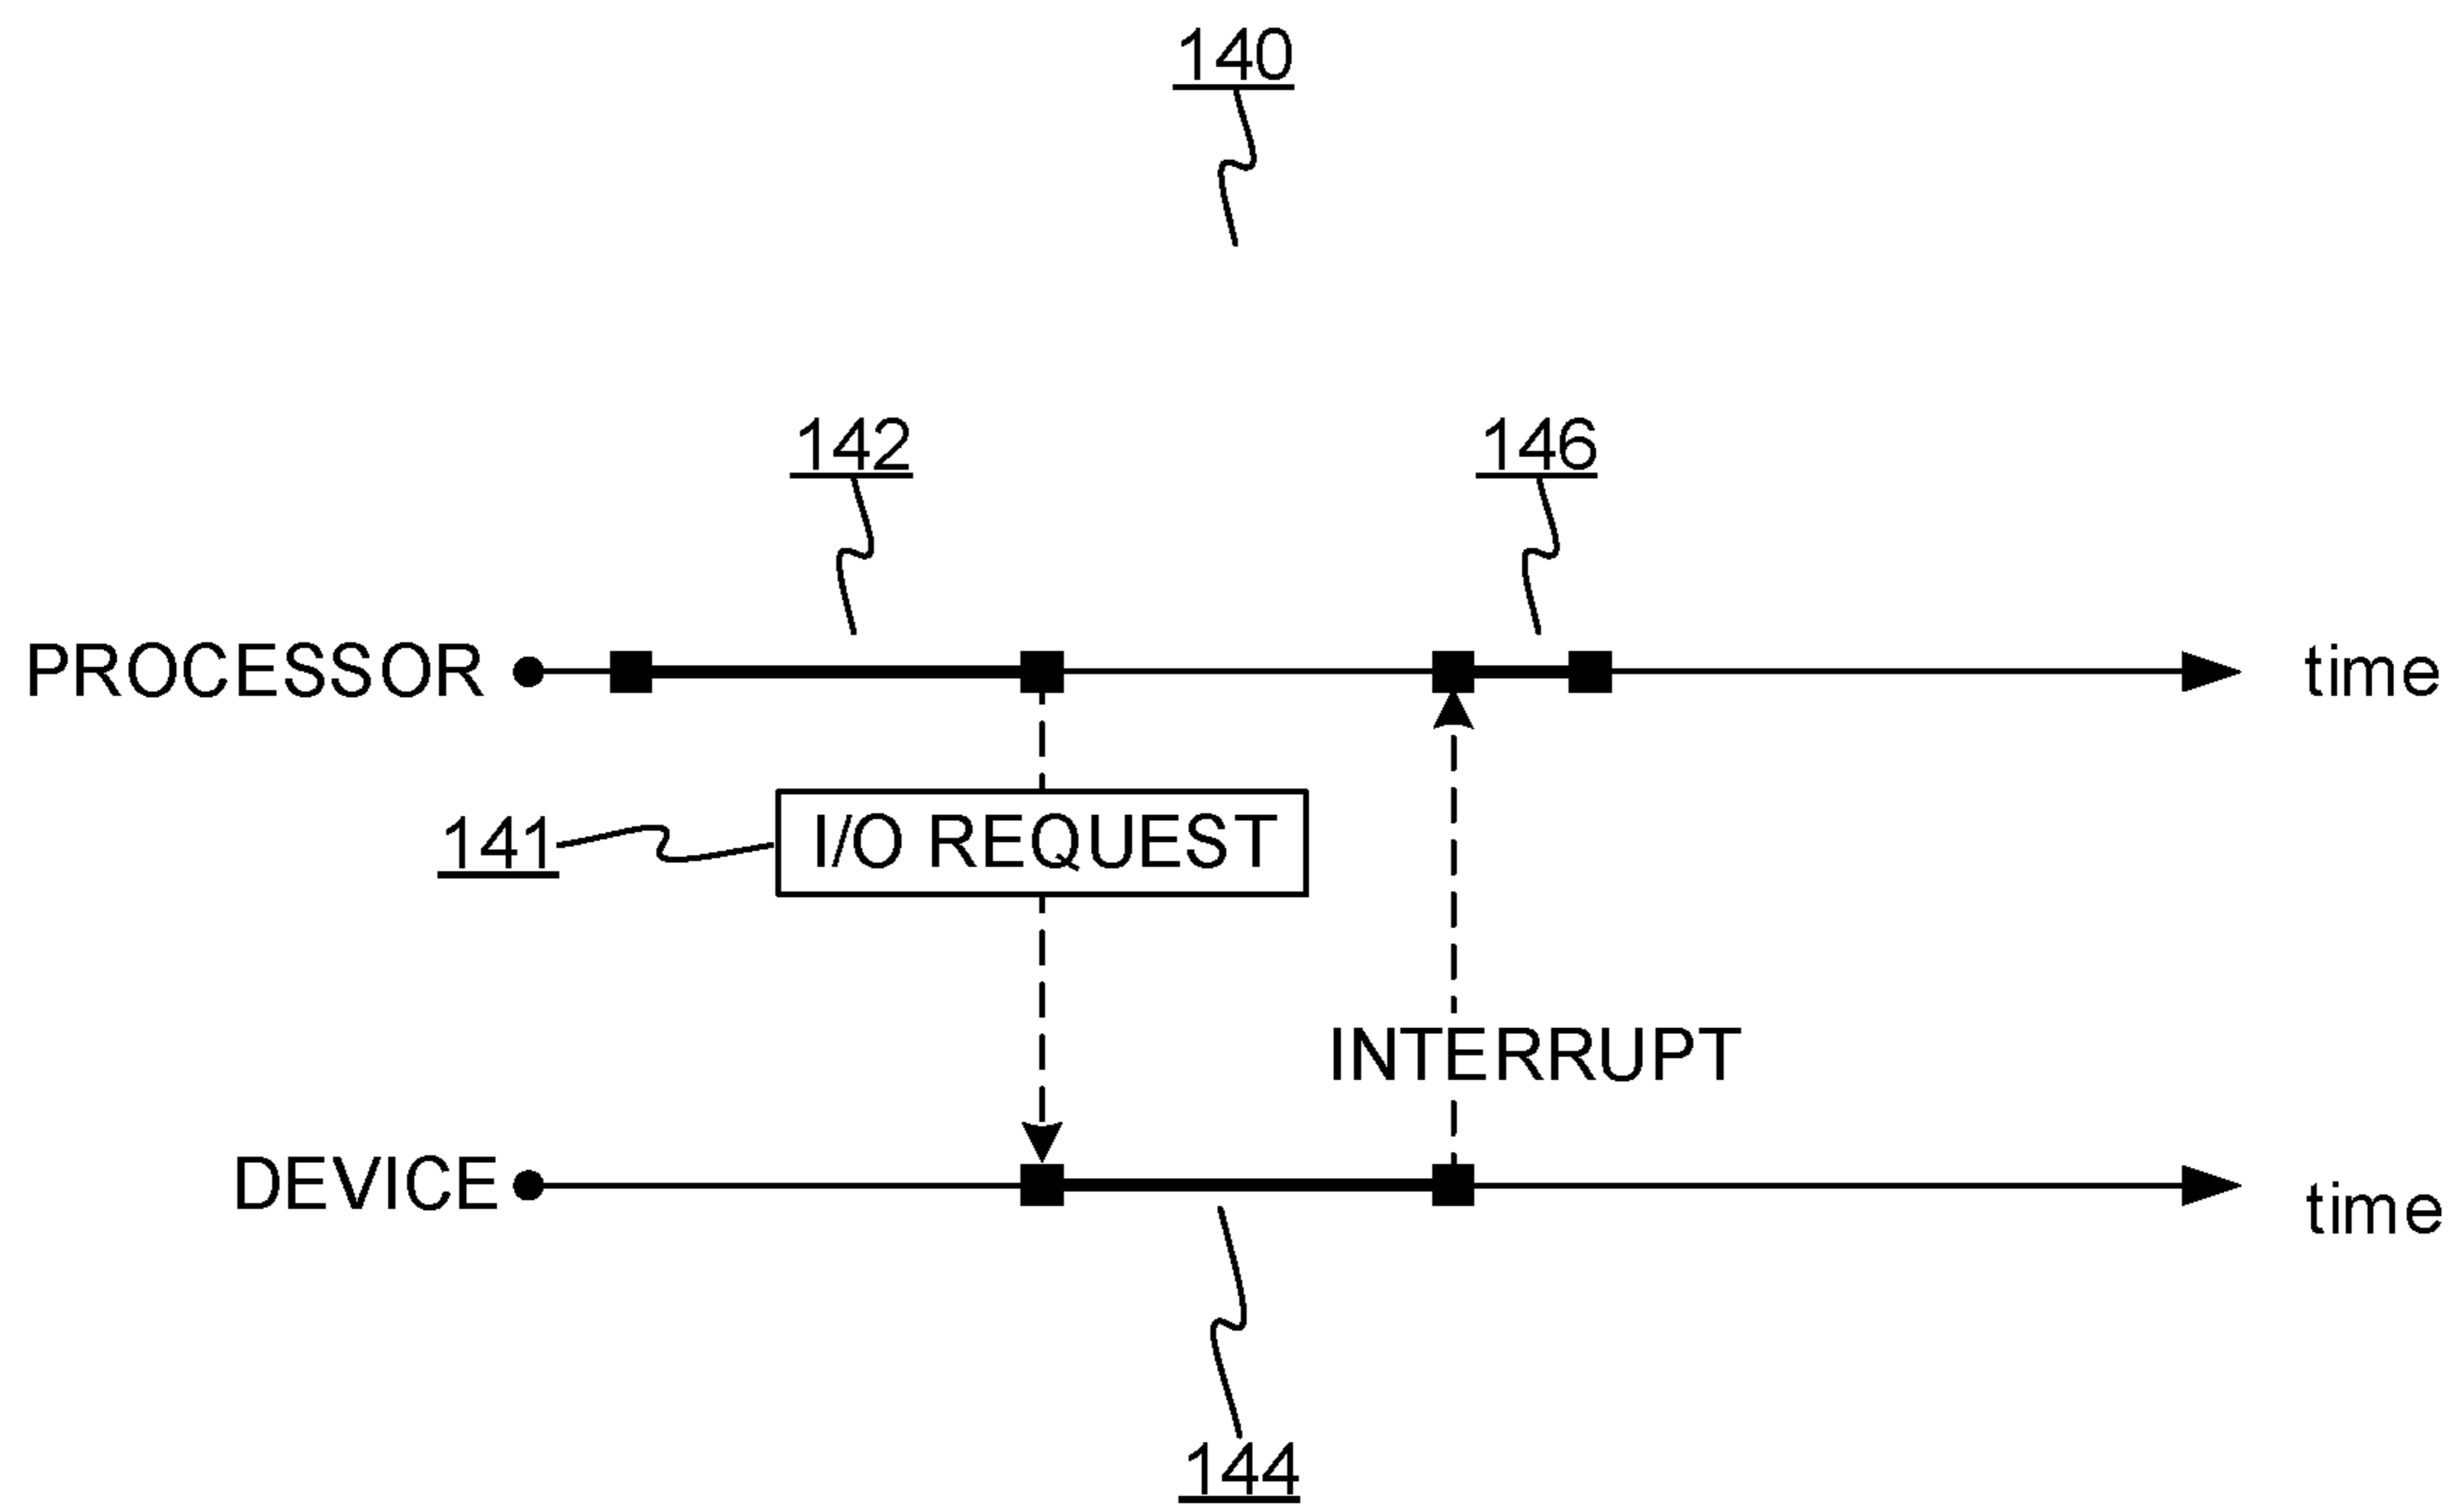 140
142
146
PROCESSOR
time
141
I/O REQUEST
INTERRUPT
DEVICE
time
144